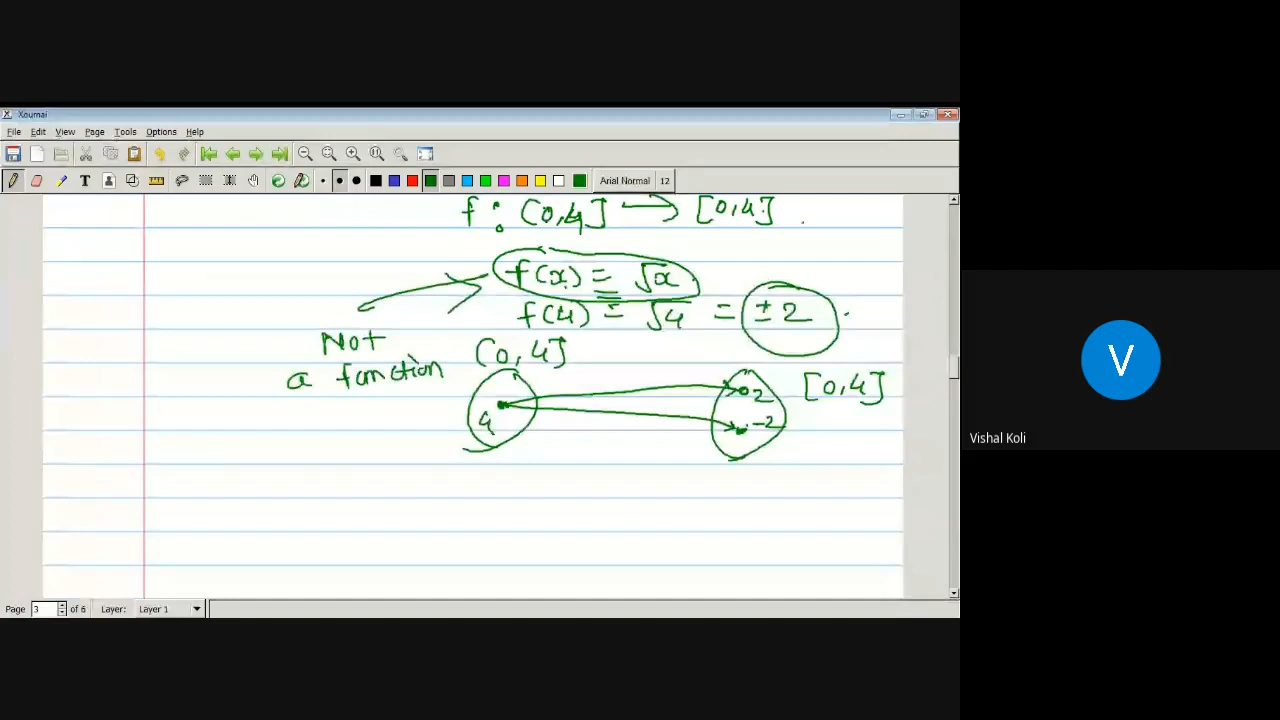 Xournal
File Edit View Page Tools Options Help
Arial Normal 12
f : [0,4] → [0,4] .
f(x) = √x
f(4) = √4 = ±2 .
Not
a function
[0, 4]
[0,4]
4
2
-2
V
Vishal Koli
Page 3 of 6 Layer: Layer 1